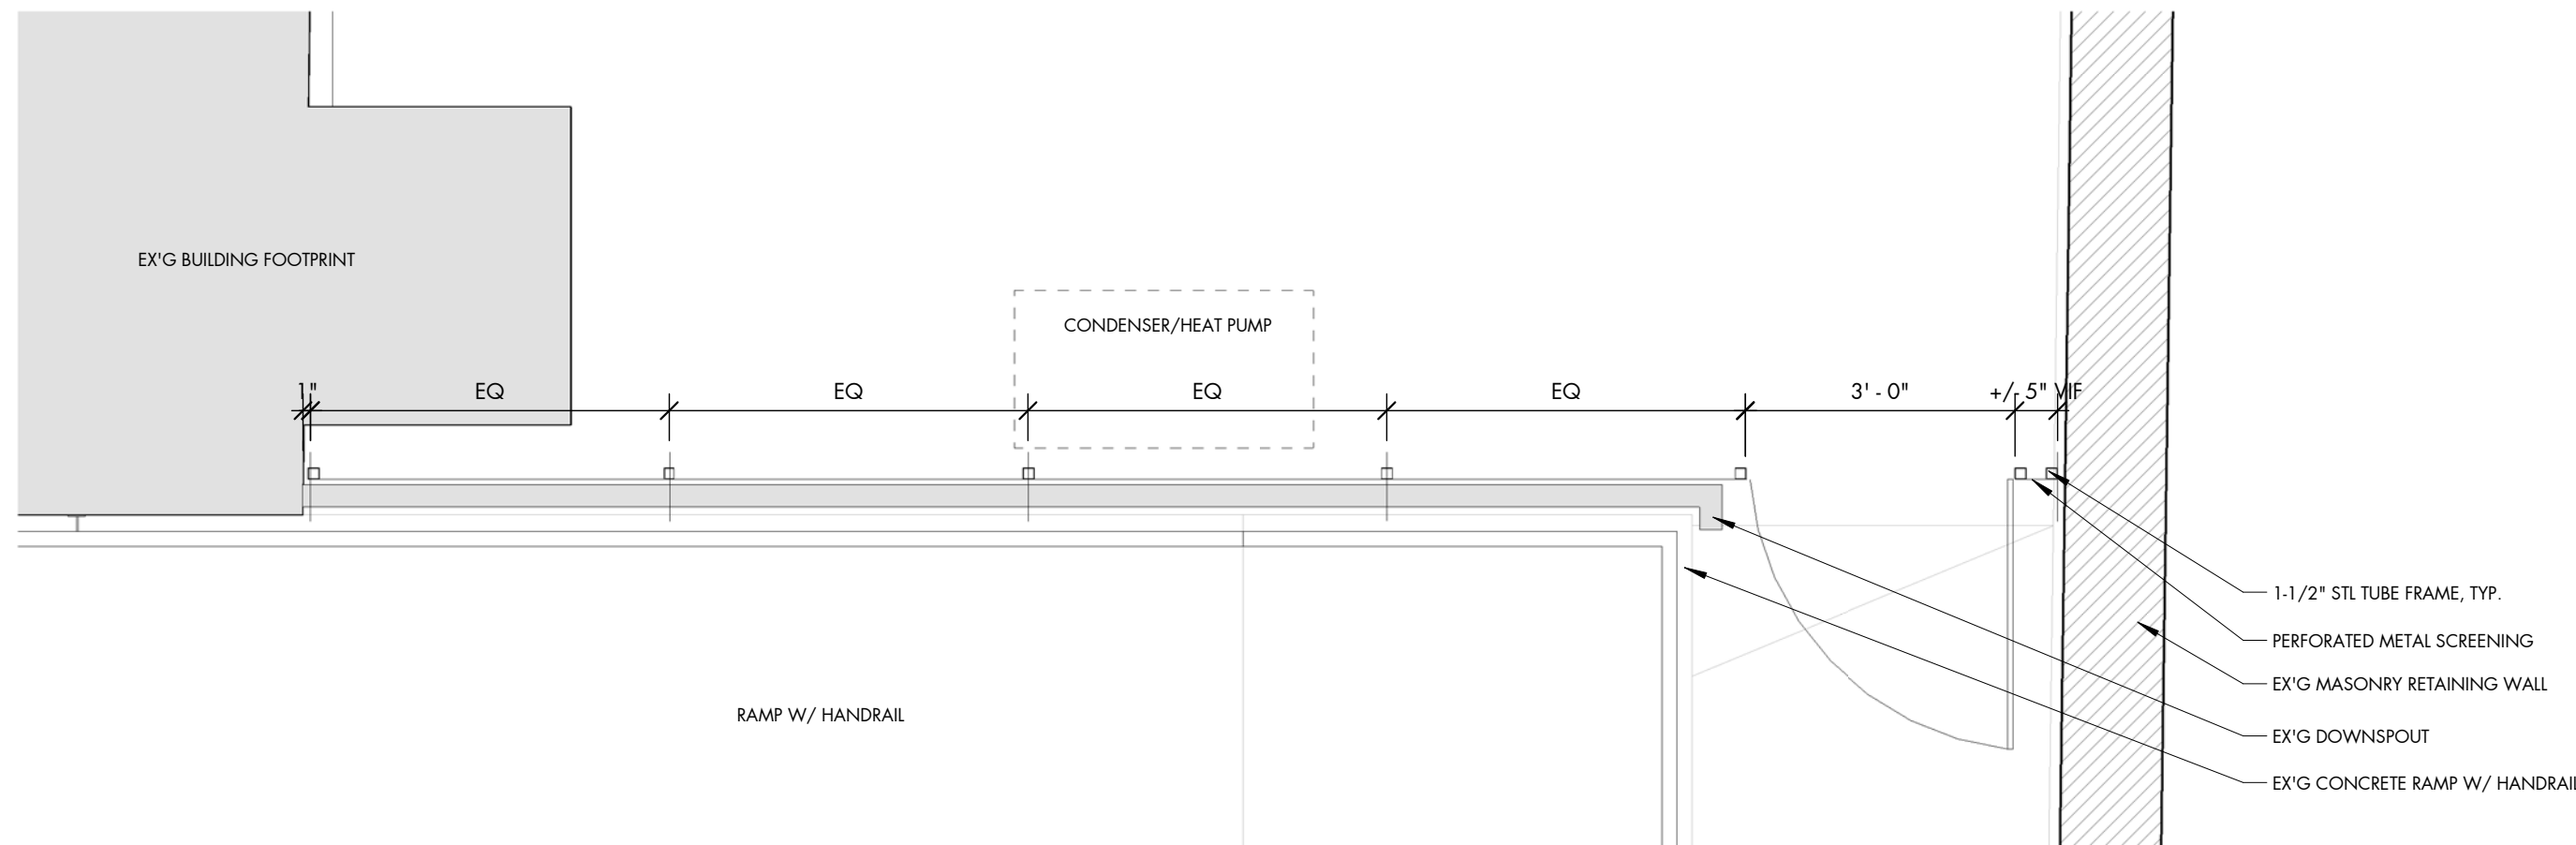 EX'G BUILDING FOOTPRINT
CONDENSER/HEAT PUMP
1" EQ EQ EQ EQ 3' - 0" +/- 5" VIF
1-1/2" STL TUBE FRAME, TYP.
PERFORATED METAL SCREENING
EX'G MASONRY RETAINING WALL
RAMP W/ HANDRAIL
EX'G DOWNSPOUT
EX'G CONCRETE RAMP W/ HANDRAIL